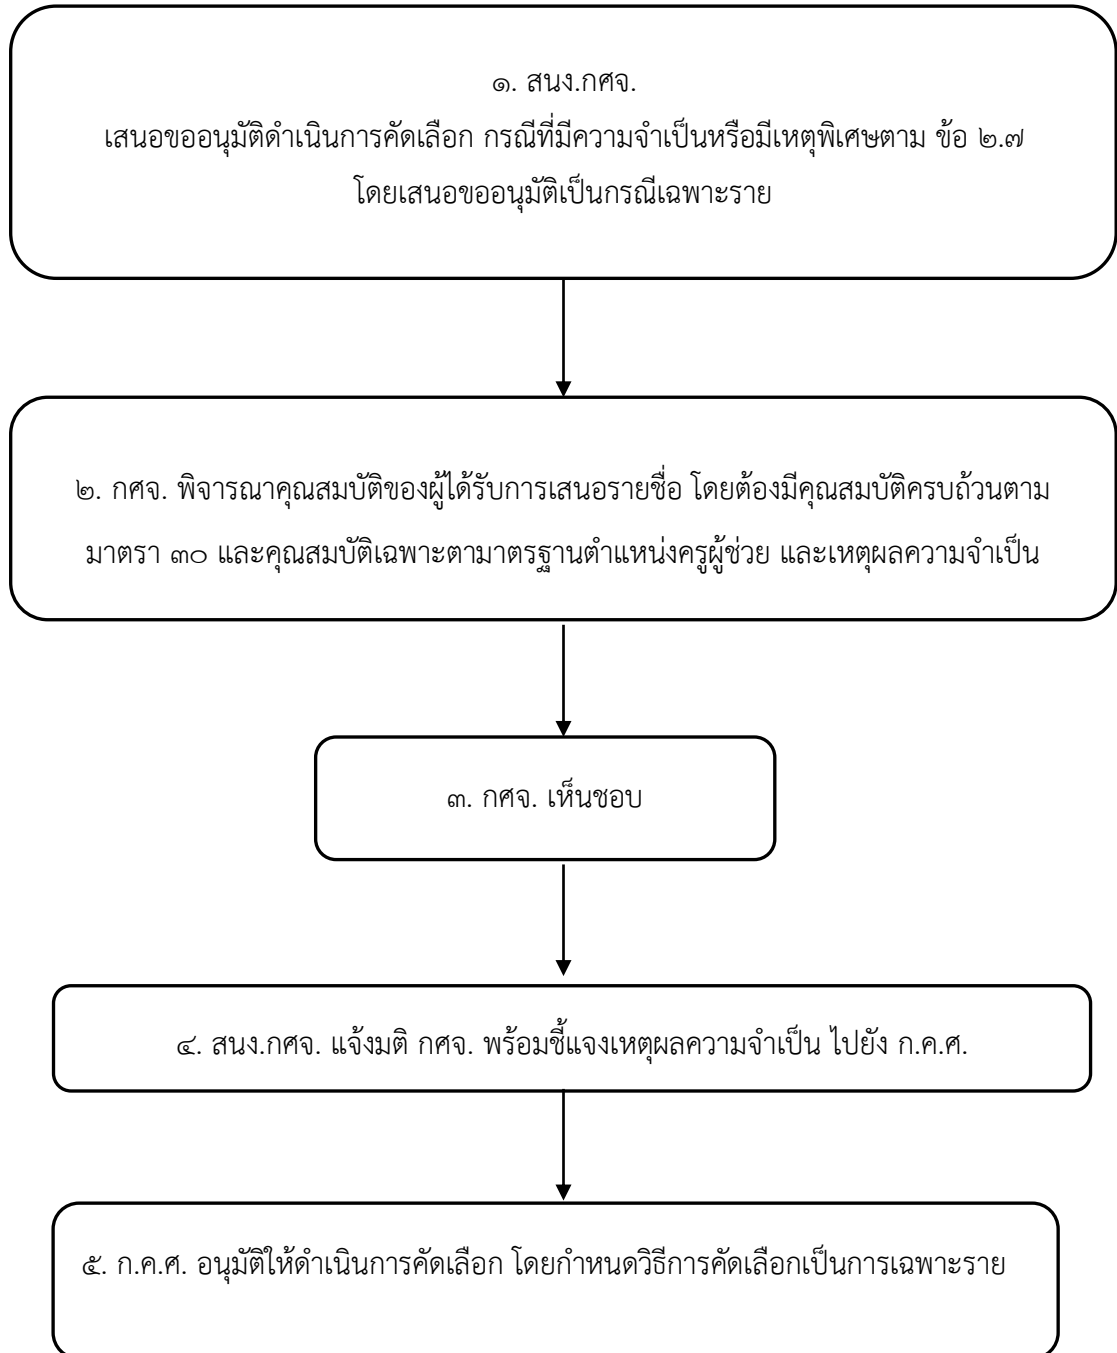 ๑. สนง.กศจ.
เสนอขออนุมัติดำเนินการคัดเลือก กรณีที่มีความจำเป็นหรือมีเหตุพิเศษตาม ข้อ ๒.๗
โดยเสนอขออนุมัติเป็นกรณีเฉพาะราย
๒. กศจ. พิจารณาคุณสมบัติของผู้ได้รับการเสนอรายชื่อ โดยต้องมีคุณสมบัติครบถ้วนตาม
มาตรา ๓๐ และคุณสมบัติเฉพาะตามาตรฐานตำแหน่งครูผู้ช่วย และเหตุผลความจำเป็น
๓. กศจ. เห็นชอบ
๔. สนง.กศจ. แจ้งมติ กศจ. พร้อมชี้แจงเหตุผลความจำเป็น ไปยัง ก.ค.ศ.
๕. ก.ค.ศ. อนุมัติให้ดำเนินการคัดเลือก โดยกำหนดวิธีการคัดเลือกเป็นการเฉพาะราย